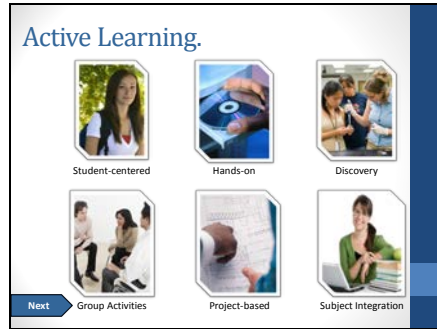 Active Learning.
Student-centered
Hands-on
Discovery
Next
Group Activities
Project-based
Subject Integration